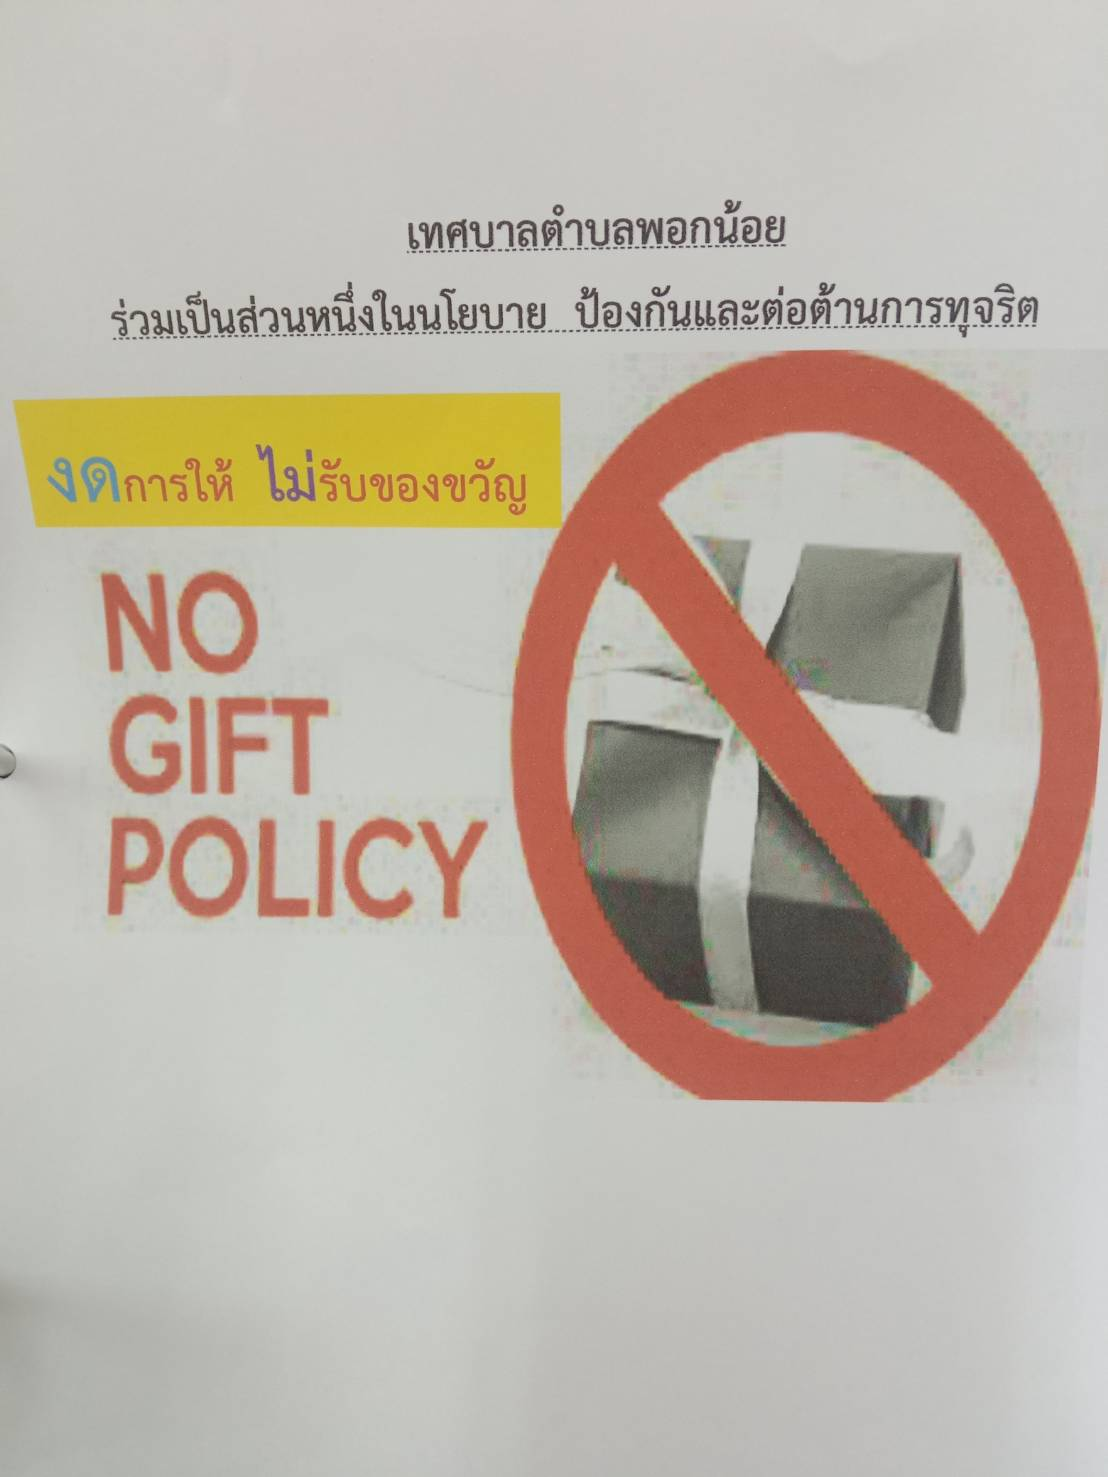 เทศบาลตำบลพอกน้อย
ร่วมเป็นส่วนหนึ่งในนโยบาย ป้องกันและต่อต้านการทุจริต
งดการให้ ไม่รับของขวัญ
NO
GIFT
POLICY